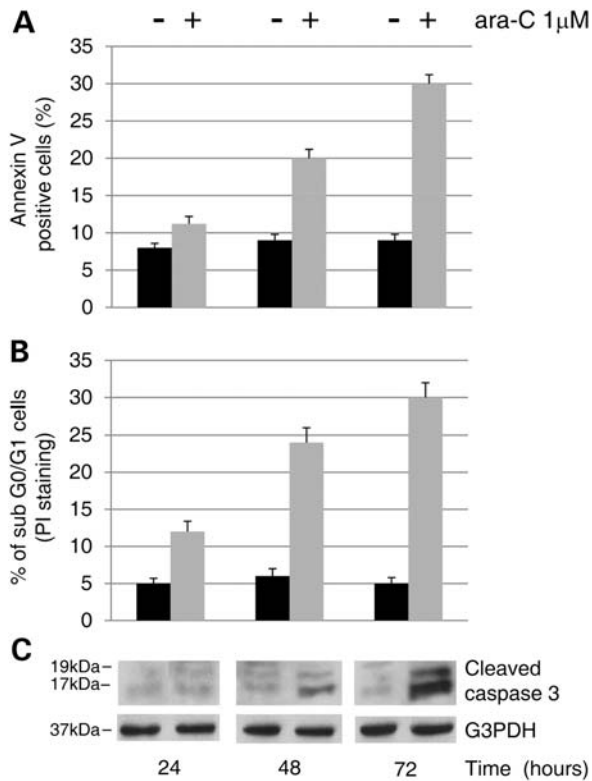 A - + - + - + ara-C 1μM
Annexin V
positive cells (%)
35
30
25
20
15
10
5
0
B
% of sub G0/G1 cells
(PI staining)
35
30
25
20
15
10
5
0
C
19kDa
17kDa
Cleaved
caspase 3
37kDa
G3PDH
24 48 72 Time (hours)